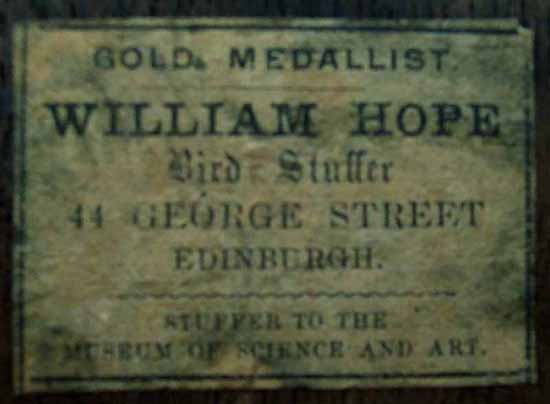 GOLD MEDALLIST.
WILLIAM HOPE
Bird Stuffer
44 GEORGE STREET
EDINBURGH.
STUFFER TO THE
MUSEUM OF SCIENCE AND ART.